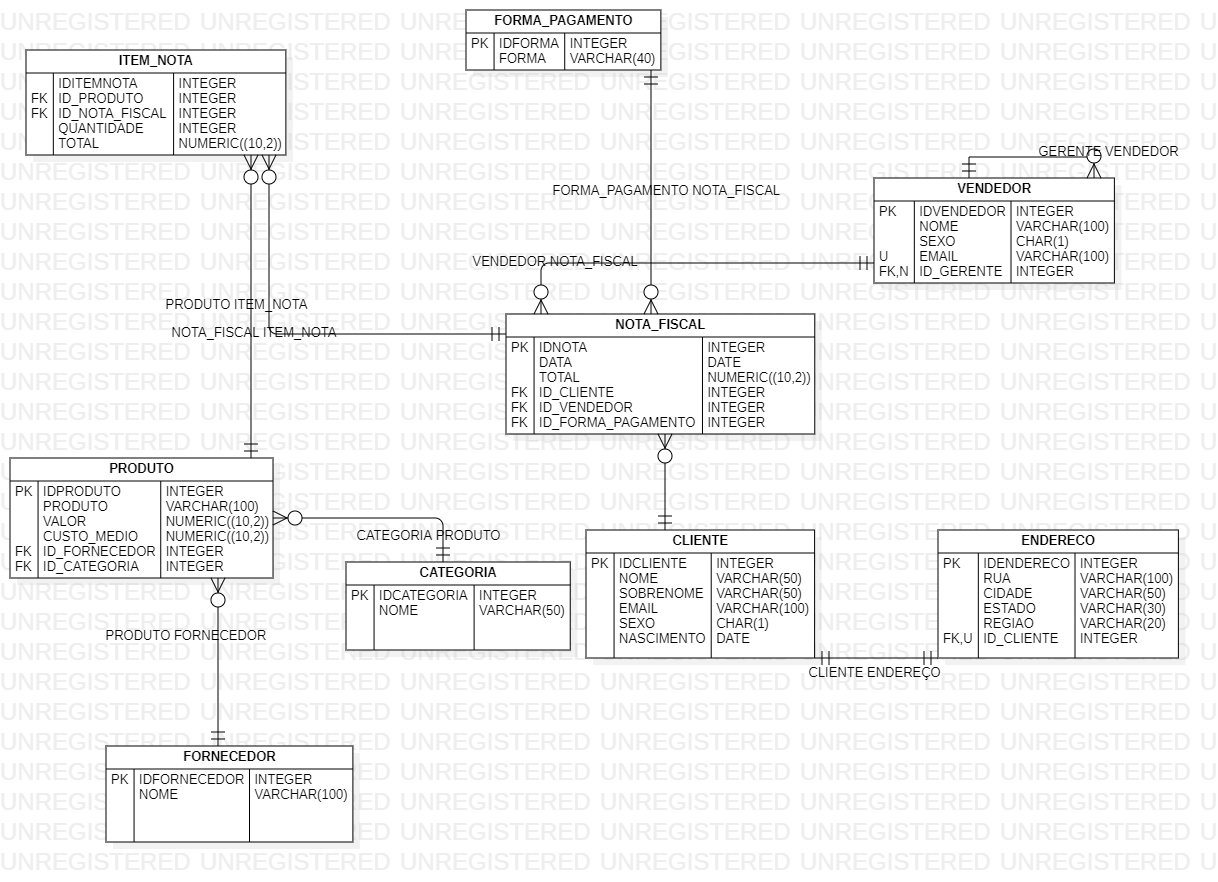 FORMA_PAGAMENTO
PK IDFORMA INTEGER
FORMA VARCHAR(40)
ITEM_NOTA
IDITEMNOTA INTEGER
FK ID_PRODUTO INTEGER
FK ID_NOTA_FISCAL INTEGER
QUANTIDADE INTEGER
TOTAL NUMERIC((10,2))
GERENTE VENDEDOR
VENDEDOR
PK IDVENDEDOR INTEGER
NOME VARCHAR(100)
SEXO CHAR(1)
U EMAIL VARCHAR(100)
FK,N ID_GERENTE INTEGER
FORMA_PAGAMENTO NOTA_FISCAL
VENDEDOR NOTA_FISCAL
PRODUTO ITEM_NOTA
NOTA_FISCAL ITEM_NOTA
NOTA_FISCAL
PK IDNOTA INTEGER
DATA DATE
TOTAL NUMERIC((10,2))
FK ID_CLIENTE INTEGER
FK ID_VENDEDOR INTEGER
FK ID_FORMA_PAGAMENTO INTEGER
PRODUTO
PK IDPRODUTO INTEGER
PRODUTO VARCHAR(100)
VALOR NUMERIC((10,2))
CUSTO_MEDIO NUMERIC((10,2))
FK ID_FORNECEDOR INTEGER
FK ID_CATEGORIA INTEGER
CATEGORIA PRODUTO
CATEGORIA
PK IDCATEGORIA INTEGER
NOME VARCHAR(50)
CLIENTE
PK IDCLIENTE INTEGER
NOME VARCHAR(50)
SOBRENOME VARCHAR(50)
EMAIL VARCHAR(100)
SEXO CHAR(1)
NASCIMENTO DATE
ENDERECO
PK IDENDERECO INTEGER
RUA VARCHAR(100)
CIDADE VARCHAR(50)
ESTADO VARCHAR(30)
REGIAO VARCHAR(20)
FK,U ID_CLIENTE INTEGER
CLIENTE ENDEREÇO
PRODUTO FORNECEDOR
FORNECEDOR
PK IDFORNECEDOR INTEGER
NOME VARCHAR(100)
UNREGISTERED